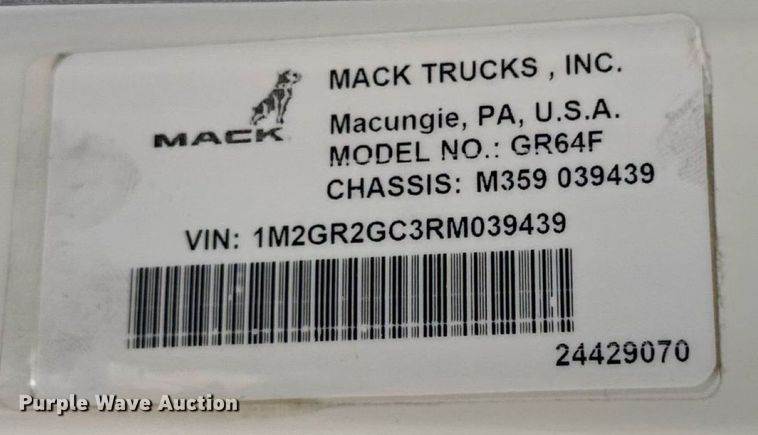 MACK
MACK TRUCKS , INC.
Macungie, PA, U.S.A.
MODEL NO.: GR64F
CHASSIS: M359 039439
VIN: 1M2GR2GC3RM039439
24429070
Purple Wave Auction